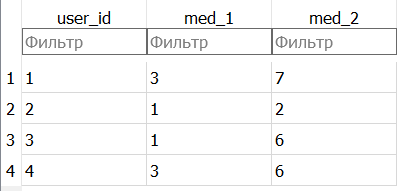 user_id med_1 med_2
Фильтр Фильтр Фильтр
1 1 3 7
2 2 1 2
3 3 1 6
4 4 3 6